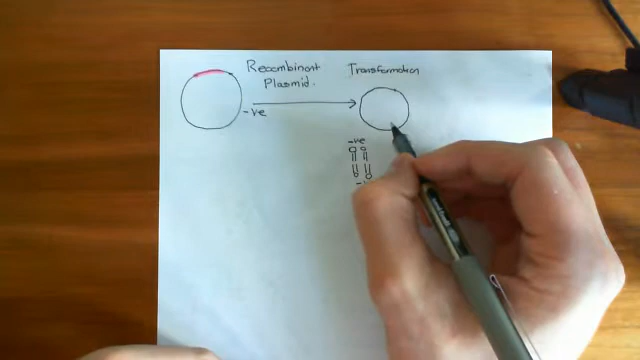 Recombinant
Plasmid.
Transformation
-ve
-ve